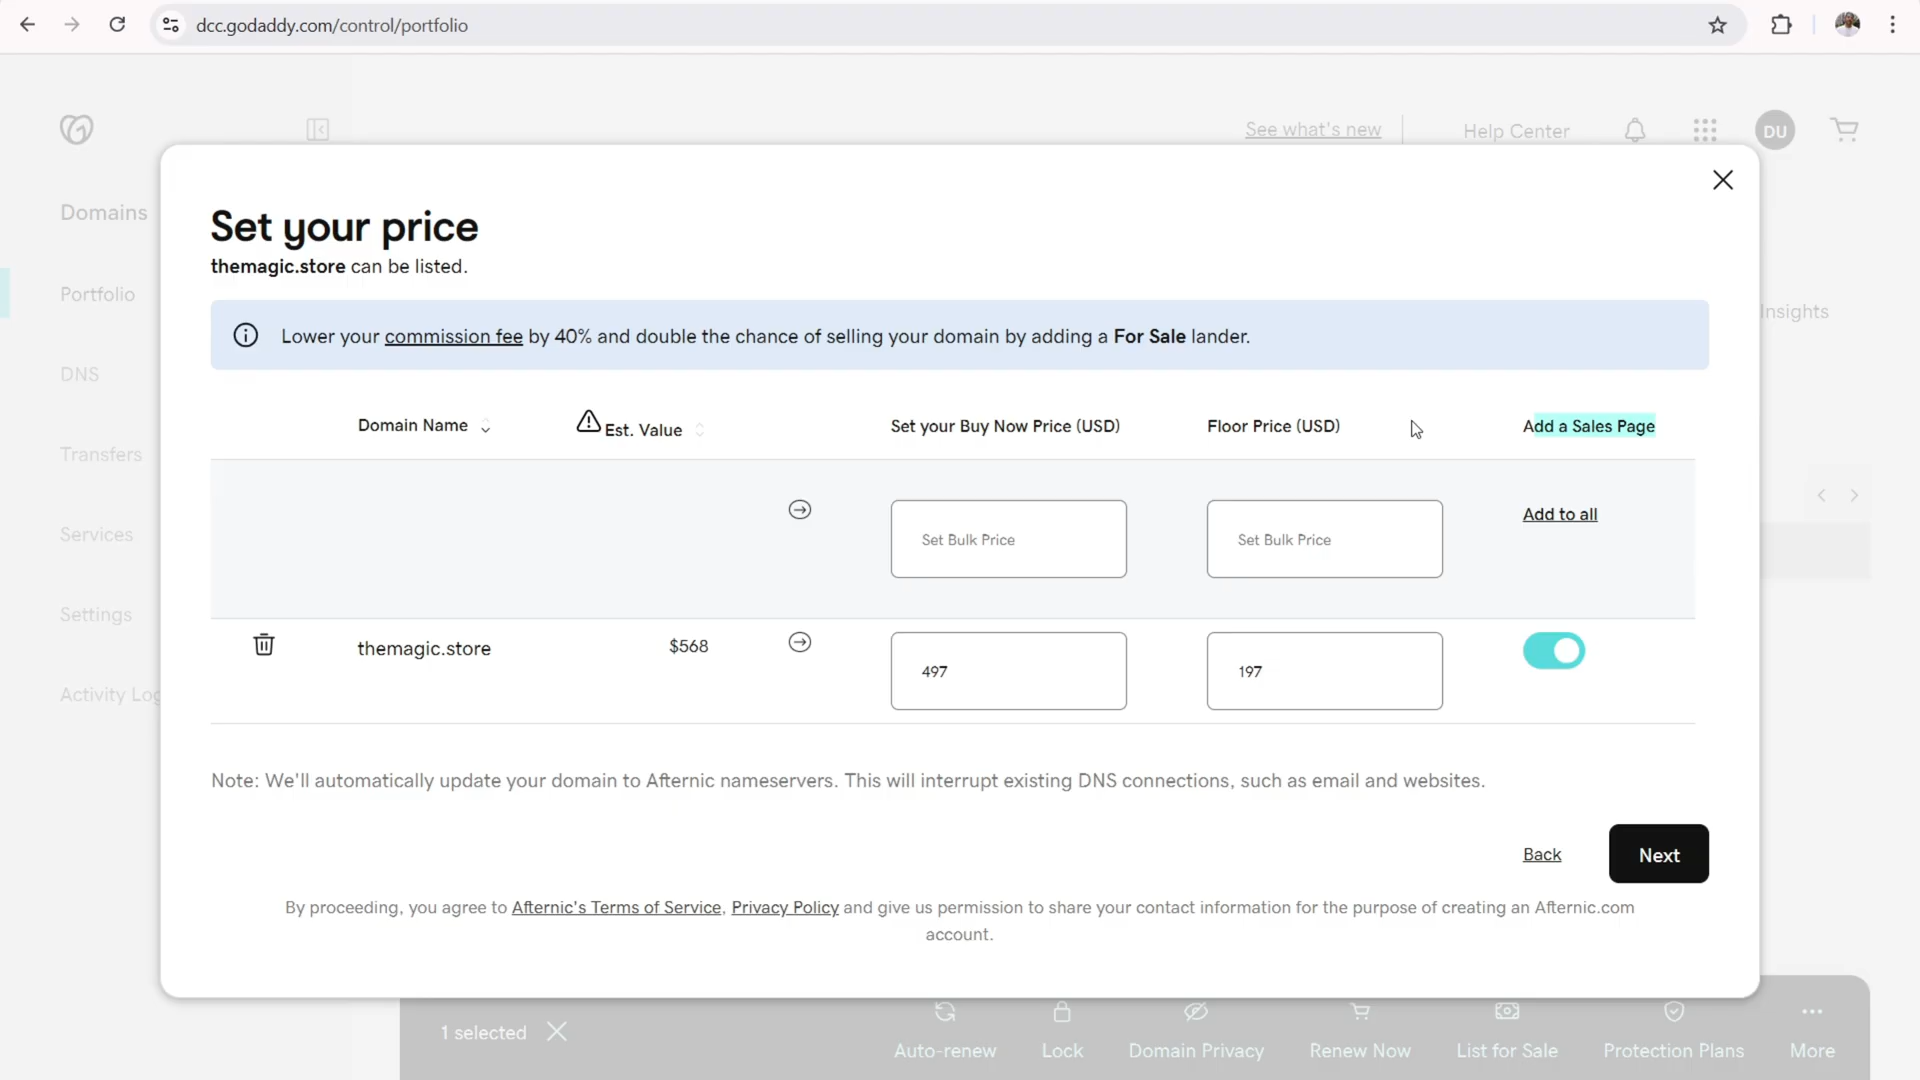 dcc.godaddy.com/control/portfolio
See what's new
Help Center
DU
Domains
Portfolio
DNS
Transfers
Services
Settings
Activity Log
Insights
Set your price
themagic.store can be listed.
Lower your commission fee by 40% and double the chance of selling your domain by adding a For Sale lander.
Domain Name
Est. Value
Set your Buy Now Price (USD)
Floor Price (USD)
Add a Sales Page
Set Bulk Price
Set Bulk Price
Add to all
themagic.store
$568
497
197
Note: We'll automatically update your domain to Afternic nameservers. This will interrupt existing DNS connections, such as email and websites.
Back
Next
By proceeding, you agree to Afternic's Terms of Service, Privacy Policy and give us permission to share your contact information for the purpose of creating an Afternic.com
account.
1 selected
Auto-renew
Lock
Domain Privacy
Renew Now
List for Sale
Protection Plans
More